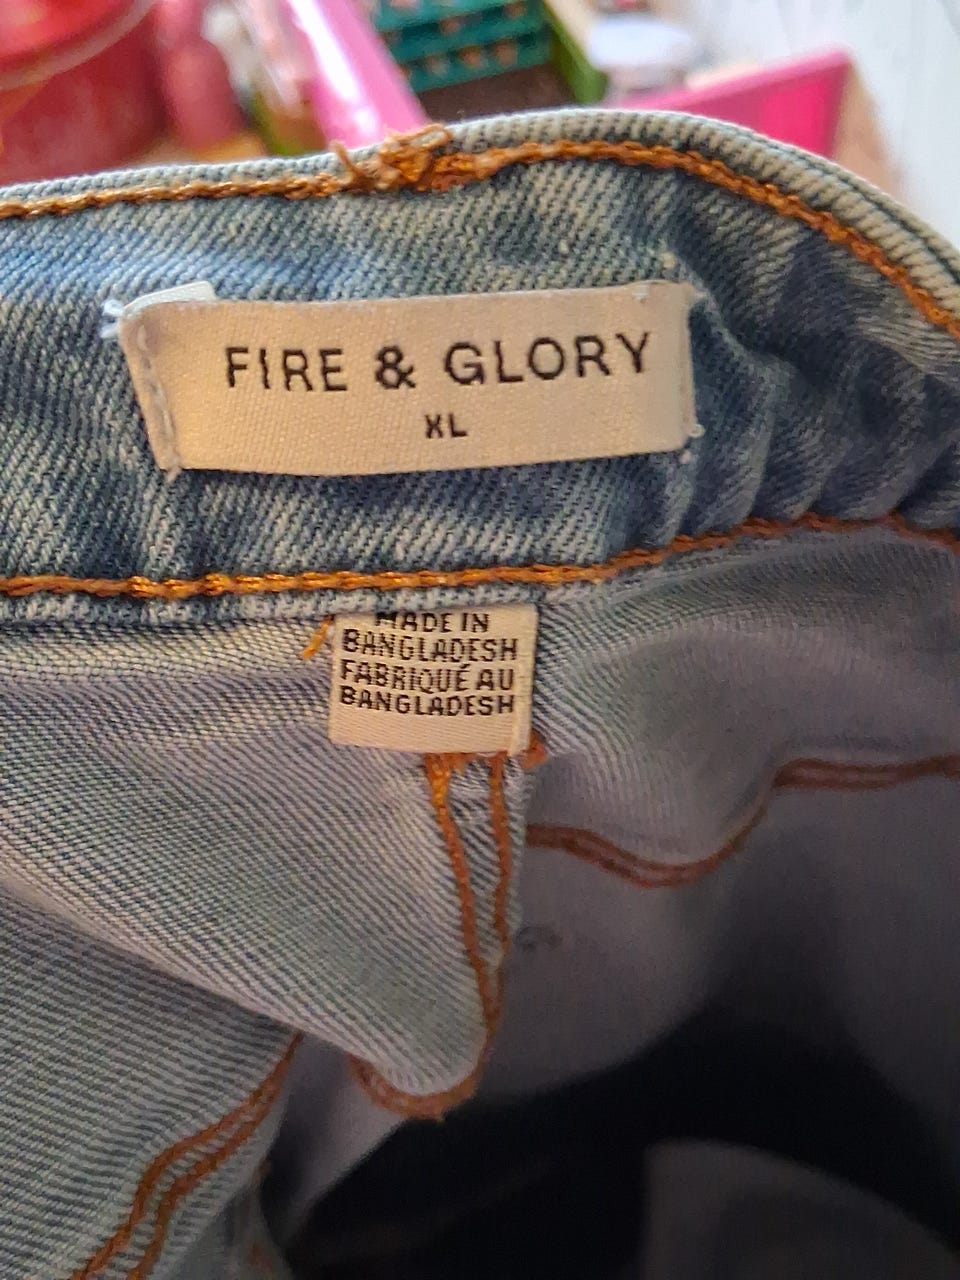 FIRE & GLORY
XL
MADE IN
BANGLADESH
FABRIQUÉ AU
BANGLADESH